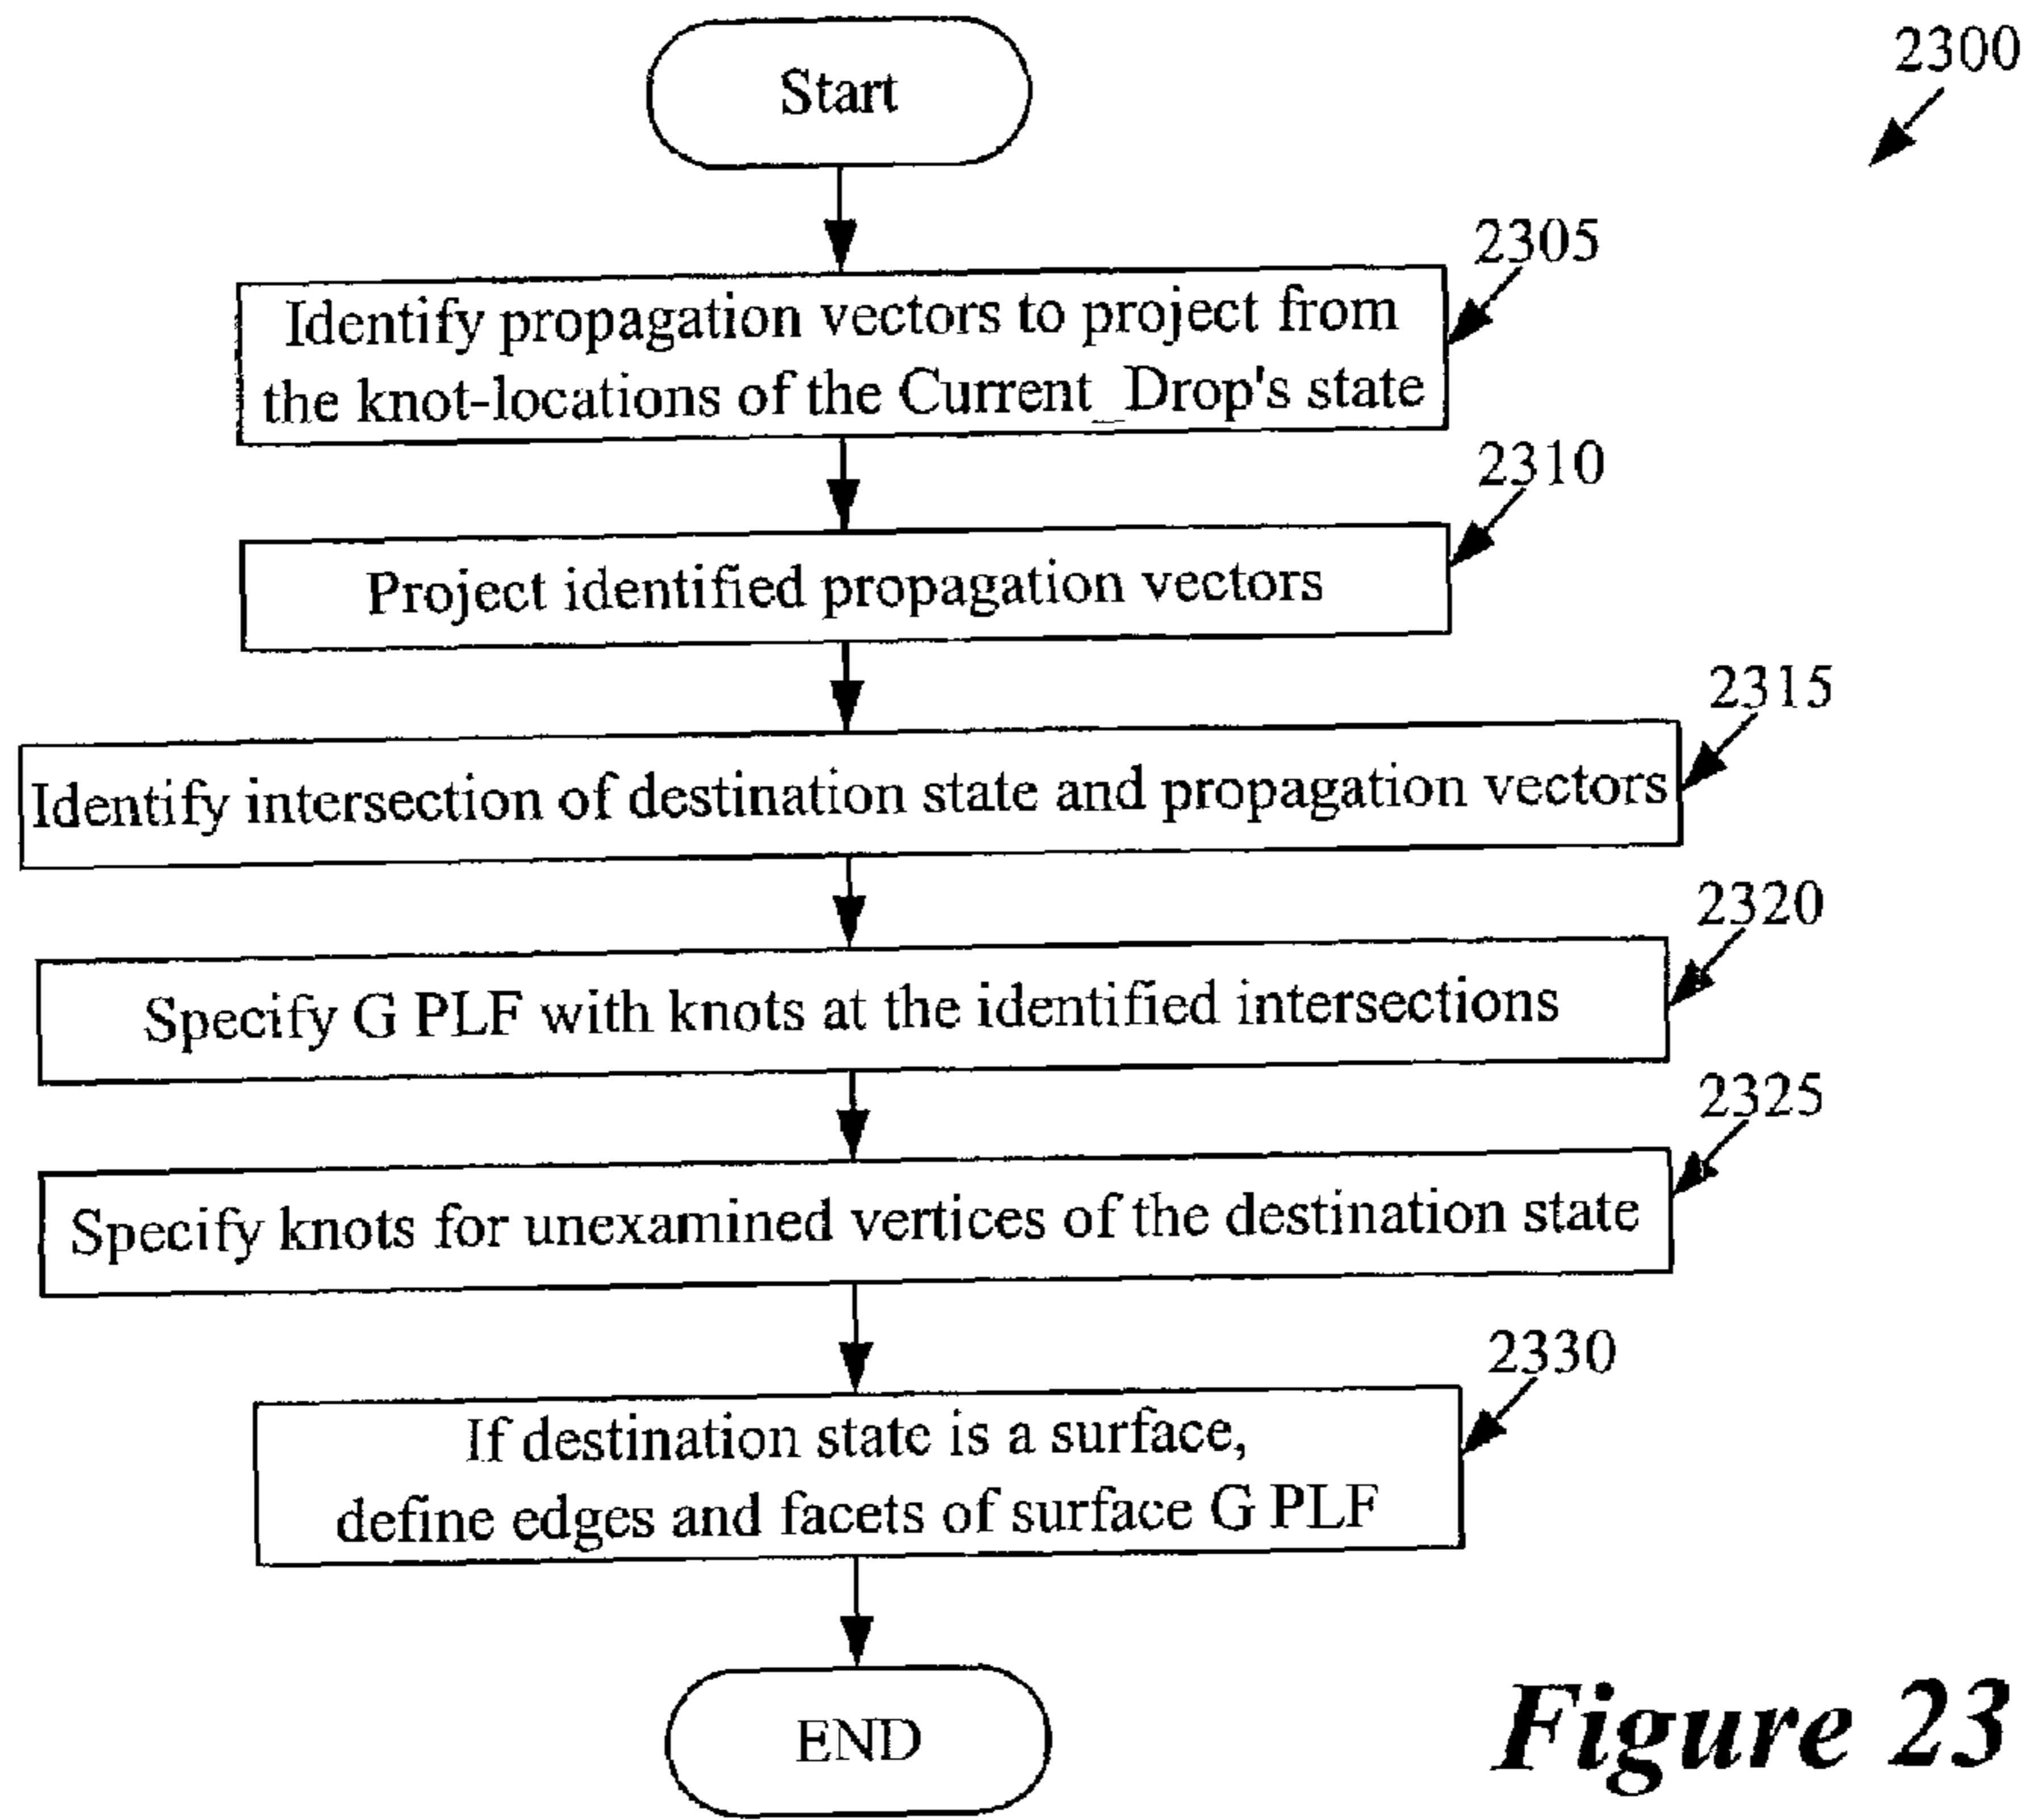 2300
Start
2305
Identify propagation vectors to project from
the knot-locations of the Current_Drop's state
2310
Project identified propagation vectors
2315
Identify intersection of destination state and propagation vectors
2320
Specify G PLF with knots at the identified intersections
2325
Specify knots for unexamined vertices of the destination state
2330
If destination state is a surface,
define edges and facets of surface G PLF
END
Figure 23